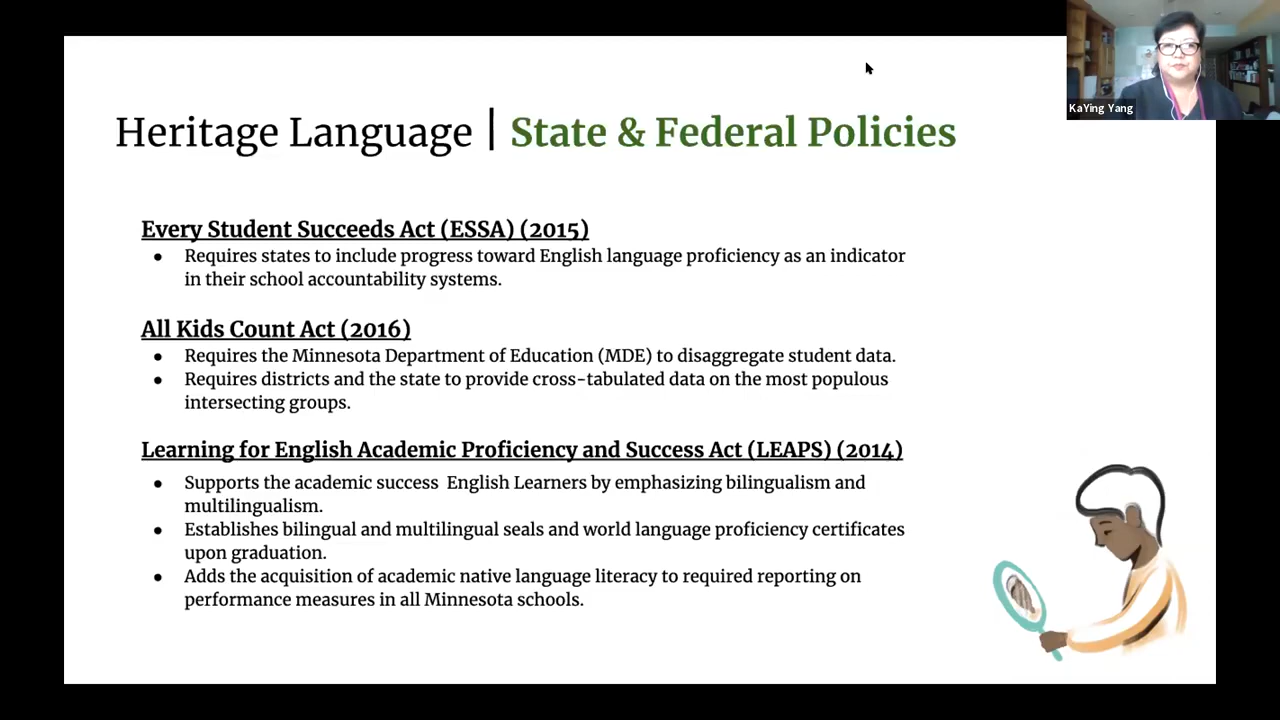 KaYing Yang
Heritage Language | State & Federal Policies
Every Student Succeeds Act (ESSA) (2015)
● Requires states to include progress toward English language proficiency as an indicator
in their school accountability systems.
All Kids Count Act (2016)
● Requires the Minnesota Department of Education (MDE) to disaggregate student data.
● Requires districts and the state to provide cross-tabulated data on the most populous
intersecting groups.
Learning for English Academic Proficiency and Success Act (LEAPS) (2014)
● Supports the academic success  English Learners by emphasizing bilingualism and
multilingualism.
● Establishes bilingual and multilingual seals and world language proficiency certificates
upon graduation.
● Adds the acquisition of academic native language literacy to required reporting on
performance measures in all Minnesota schools.